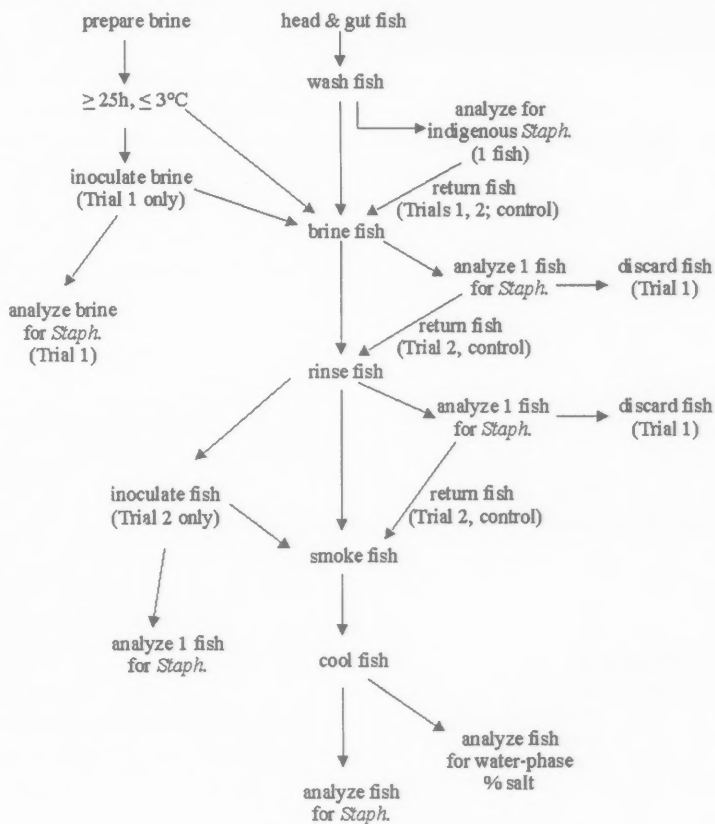 prepare brine
head & gut fish
wash fish
≥ 25h, ≤ 3°C
analyze for
indigenous Staph.
(1 fish)
inoculate brine
(Trial 1 only)
return fish
(Trials 1, 2; control)
brine fish
analyze 1 fish
for Staph.
discard fish
(Trial 1)
analyze brine
for Staph.
(Trial 1)
return fish
(Trial 2, control)
rinse fish
analyze 1 fish
for Staph.
discard fish
(Trial 1)
inoculate fish
(Trial 2 only)
return fish
(Trial 2, control)
smoke fish
analyze 1 fish
for Staph.
cool fish
analyze fish
for water-phase
% salt
analyze fish
for Staph.